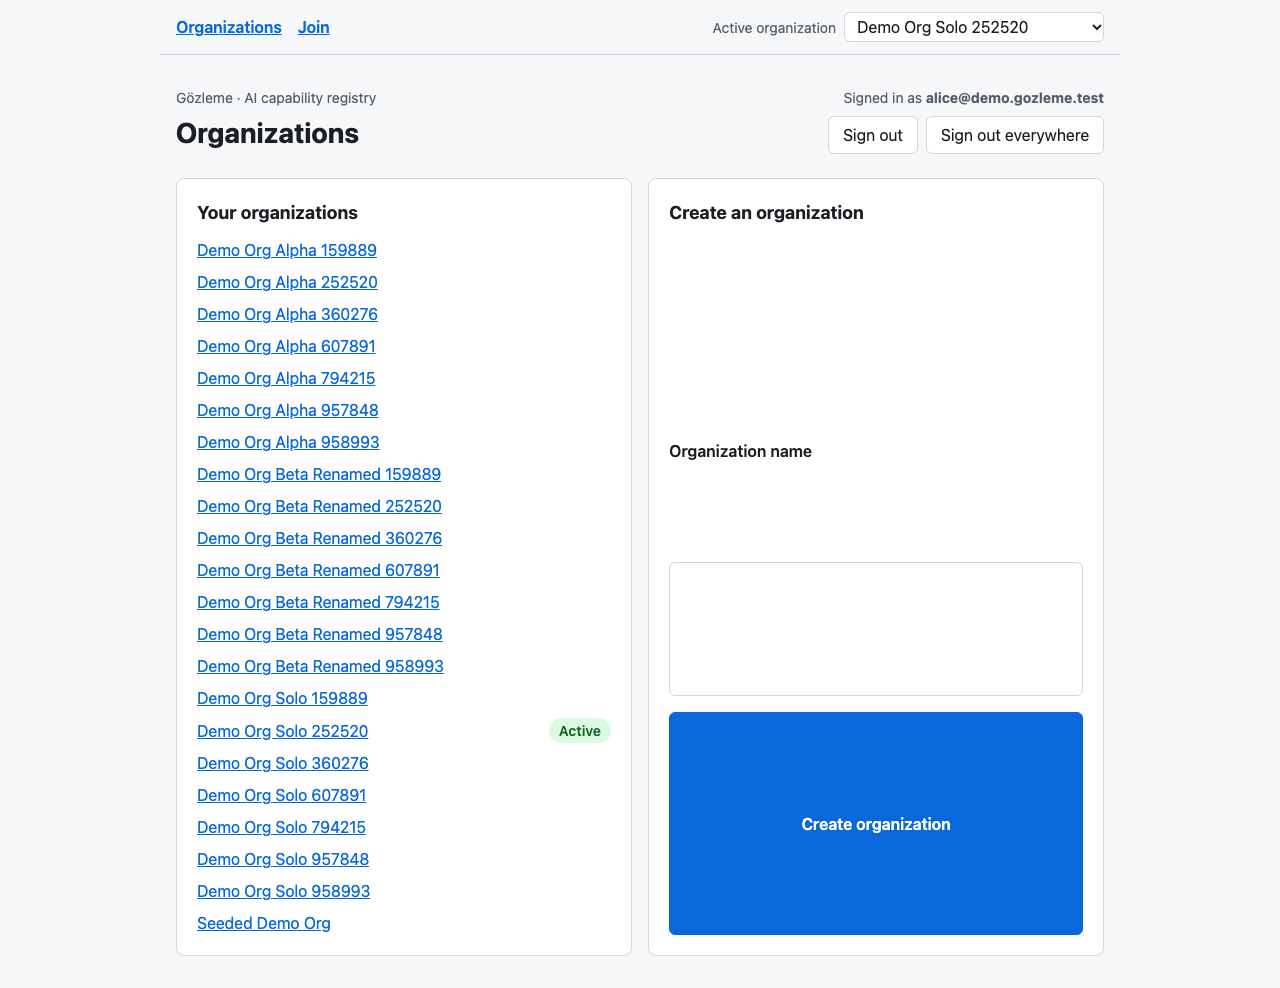 Organizations Join Active organization Demo Org Solo 252520
Gözleme · AI capability registry
Signed in as alice@demo.gozleme.test
Organizations
Sign out Sign out everywhere
Your organizations
Demo Org Alpha 159889
Demo Org Alpha 252520
Demo Org Alpha 360276
Demo Org Alpha 607891
Demo Org Alpha 794215
Demo Org Alpha 957848
Demo Org Alpha 958993
Demo Org Beta Renamed 159889
Demo Org Beta Renamed 252520
Demo Org Beta Renamed 360276
Demo Org Beta Renamed 607891
Demo Org Beta Renamed 794215
Demo Org Beta Renamed 957848
Demo Org Beta Renamed 958993
Demo Org Solo 159889
Demo Org Solo 252520 Active
Demo Org Solo 360276
Demo Org Solo 607891
Demo Org Solo 794215
Demo Org Solo 957848
Demo Org Solo 958993
Seeded Demo Org
Create an organization
Organization name
Create organization